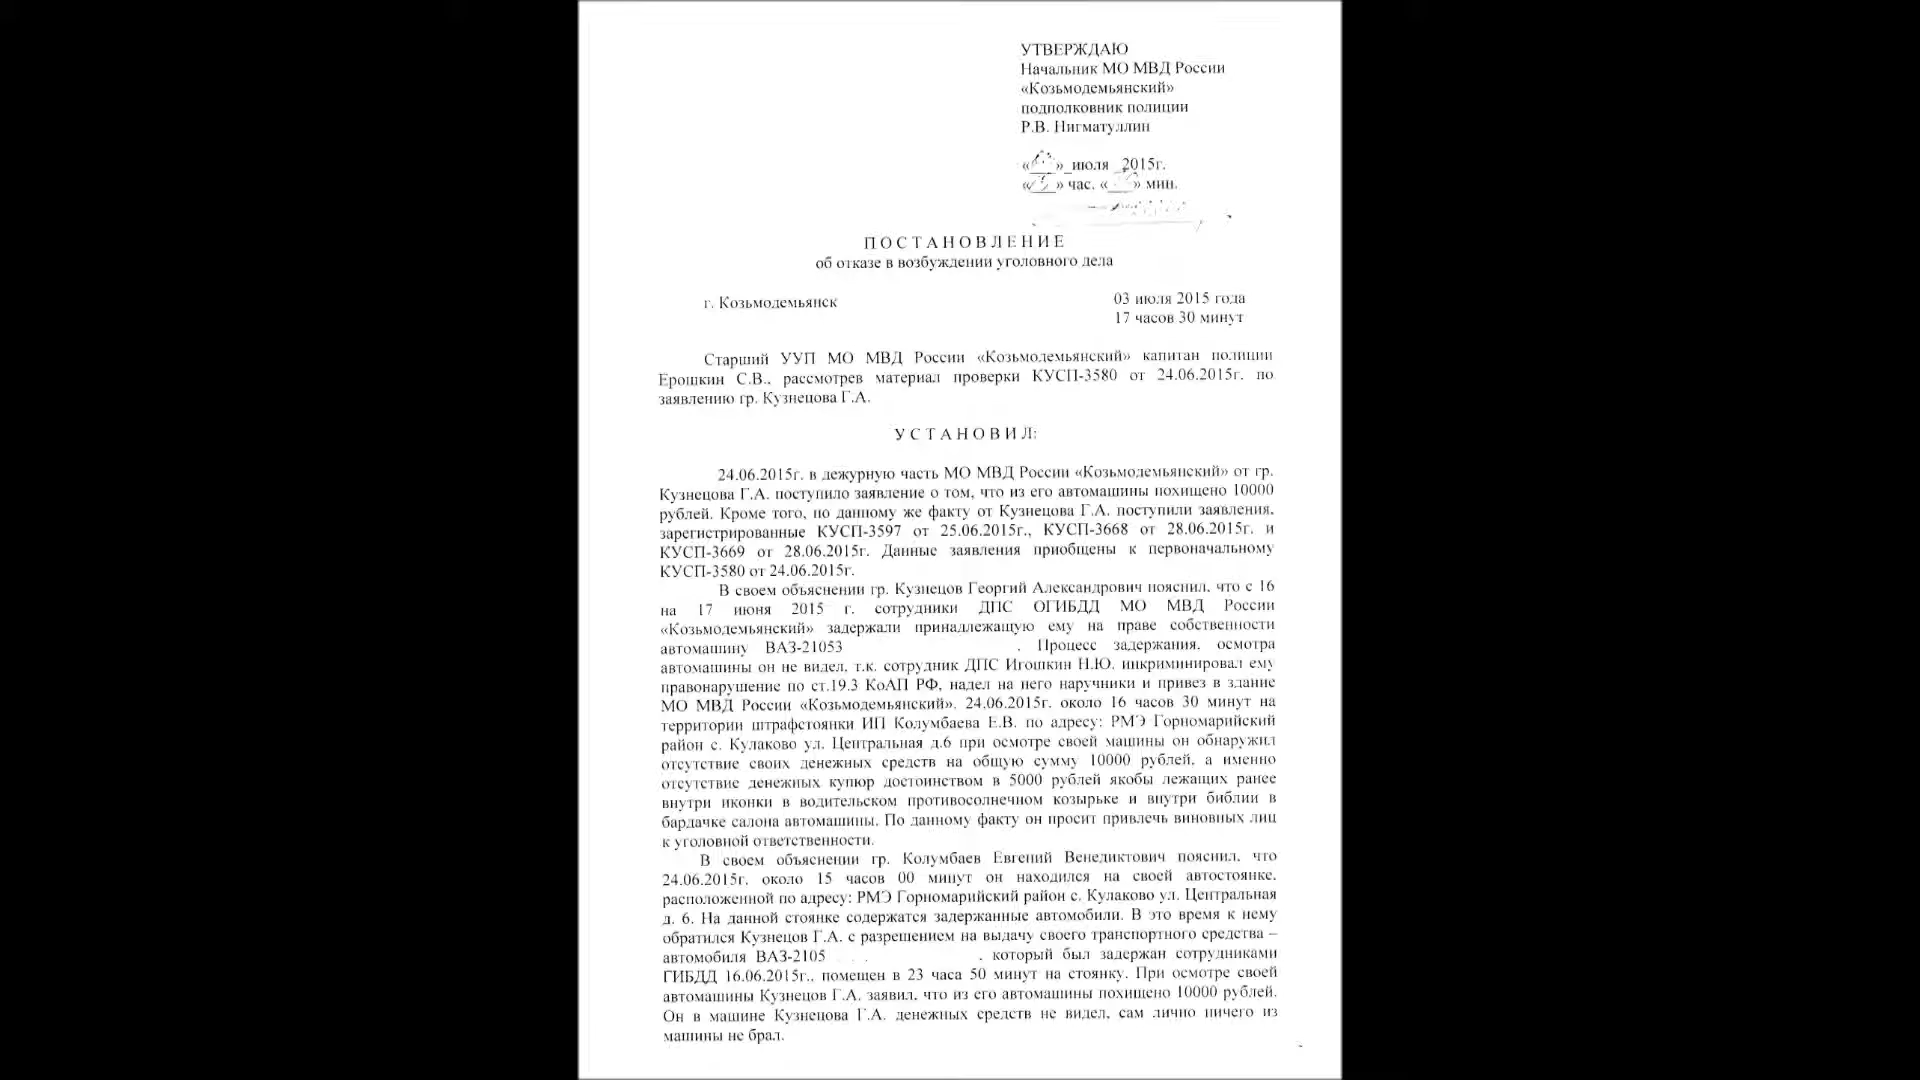 УТВЕРЖДАЮ
Начальник МО МВД России
«Козьмодемьянский»
подполковник полиции
Р.В. Нигматуллин
« » июля 2015г.
« » час. « » мин.
П О С Т А Н О В Л Е Н И Е
об отказе в возбуждении уголовного дела
г. Козьмодемьянск
03 июля 2015 года
17 часов 30 минут
Старший УУП МО МВД России «Козьмодемьянский» капитан полиции
Ерошкин С.В., рассмотрев материал проверки КУСП-3580 от 24.06.2015г. по
заявлению гр. Кузнецова Г.А.
У С Т А Н О В И Л:
24.06.2015г. в дежурную часть МО МВД России «Козьмодемьянский» от гр.
Кузнецова Г.А. поступило заявление о том, что из его автомашины похищено 10000
рублей. Кроме того, по данному же факту от Кузнецова Г.А. поступили заявления,
зарегистрированные КУСП-3597 от 25.06.2015г., КУСП-3668 от 28.06.2015г. и
КУСП-3669 от 28.06.2015г. Данные заявления приобщены к первоначальному
КУСП-3580 от 24.06.2015г.
В своем объяснении гр. Кузнецов Георгий Александрович пояснил, что с 16
на 17 июня 2015 г. сотрудники ДПС ОГИБДД МО МВД России
«Козьмодемьянский» задержали принадлежащую ему на праве собственности
автомашину ВАЗ-21053 . Процесс задержания, осмотра
автомашины он не видел, т.к. сотрудник ДПС Игошкин Н.Ю. инкриминировал ему
правонарушение по ст.19.3 КоАП РФ, надел на него наручники и привез в здание
МО МВД России «Козьмодемьянский». 24.06.2015г. около 16 часов 30 минут на
территории штрафстоянки ИП Колумбаева Е.В. по адресу: РМЭ Горномарийский
район с. Кулаково ул. Центральная д.6 при осмотре своей машины он обнаружил
отсутствие своих денежных средств на общую сумму 10000 рублей, а именно
отсутствие денежных купюр достоинством в 5000 рублей якобы лежащих ранее
внутри иконки в водительском противосолнечном козырьке и внутри библии в
бардачке салона автомашины. По данному факту он просит привлечь виновных лиц
к уголовной ответственности.
В своем объяснении гр. Колумбаев Евгений Венедиктович пояснил, что
24.06.2015г. около 15 часов 00 минут он находился на своей автостоянке,
расположенной по адресу: РМЭ Горномарийский район с. Кулаково ул. Центральная
д. 6. На данной стоянке содержатся задержанные автомобили. В это время к нему
обратился Кузнецов Г.А. с разрешением на выдачу своего транспортного средства –
автомобиля ВАЗ-2105 . который был задержан сотрудниками
ГИБДД 16.06.2015г., помещен в 23 часа 50 минут на стоянку. При осмотре своей
автомашины Кузнецов Г.А. заявил, что из его автомашины похищено 10000 рублей.
Он в машине Кузнецова Г.А. денежных средств не видел, сам лично ничего из
машины не брал.